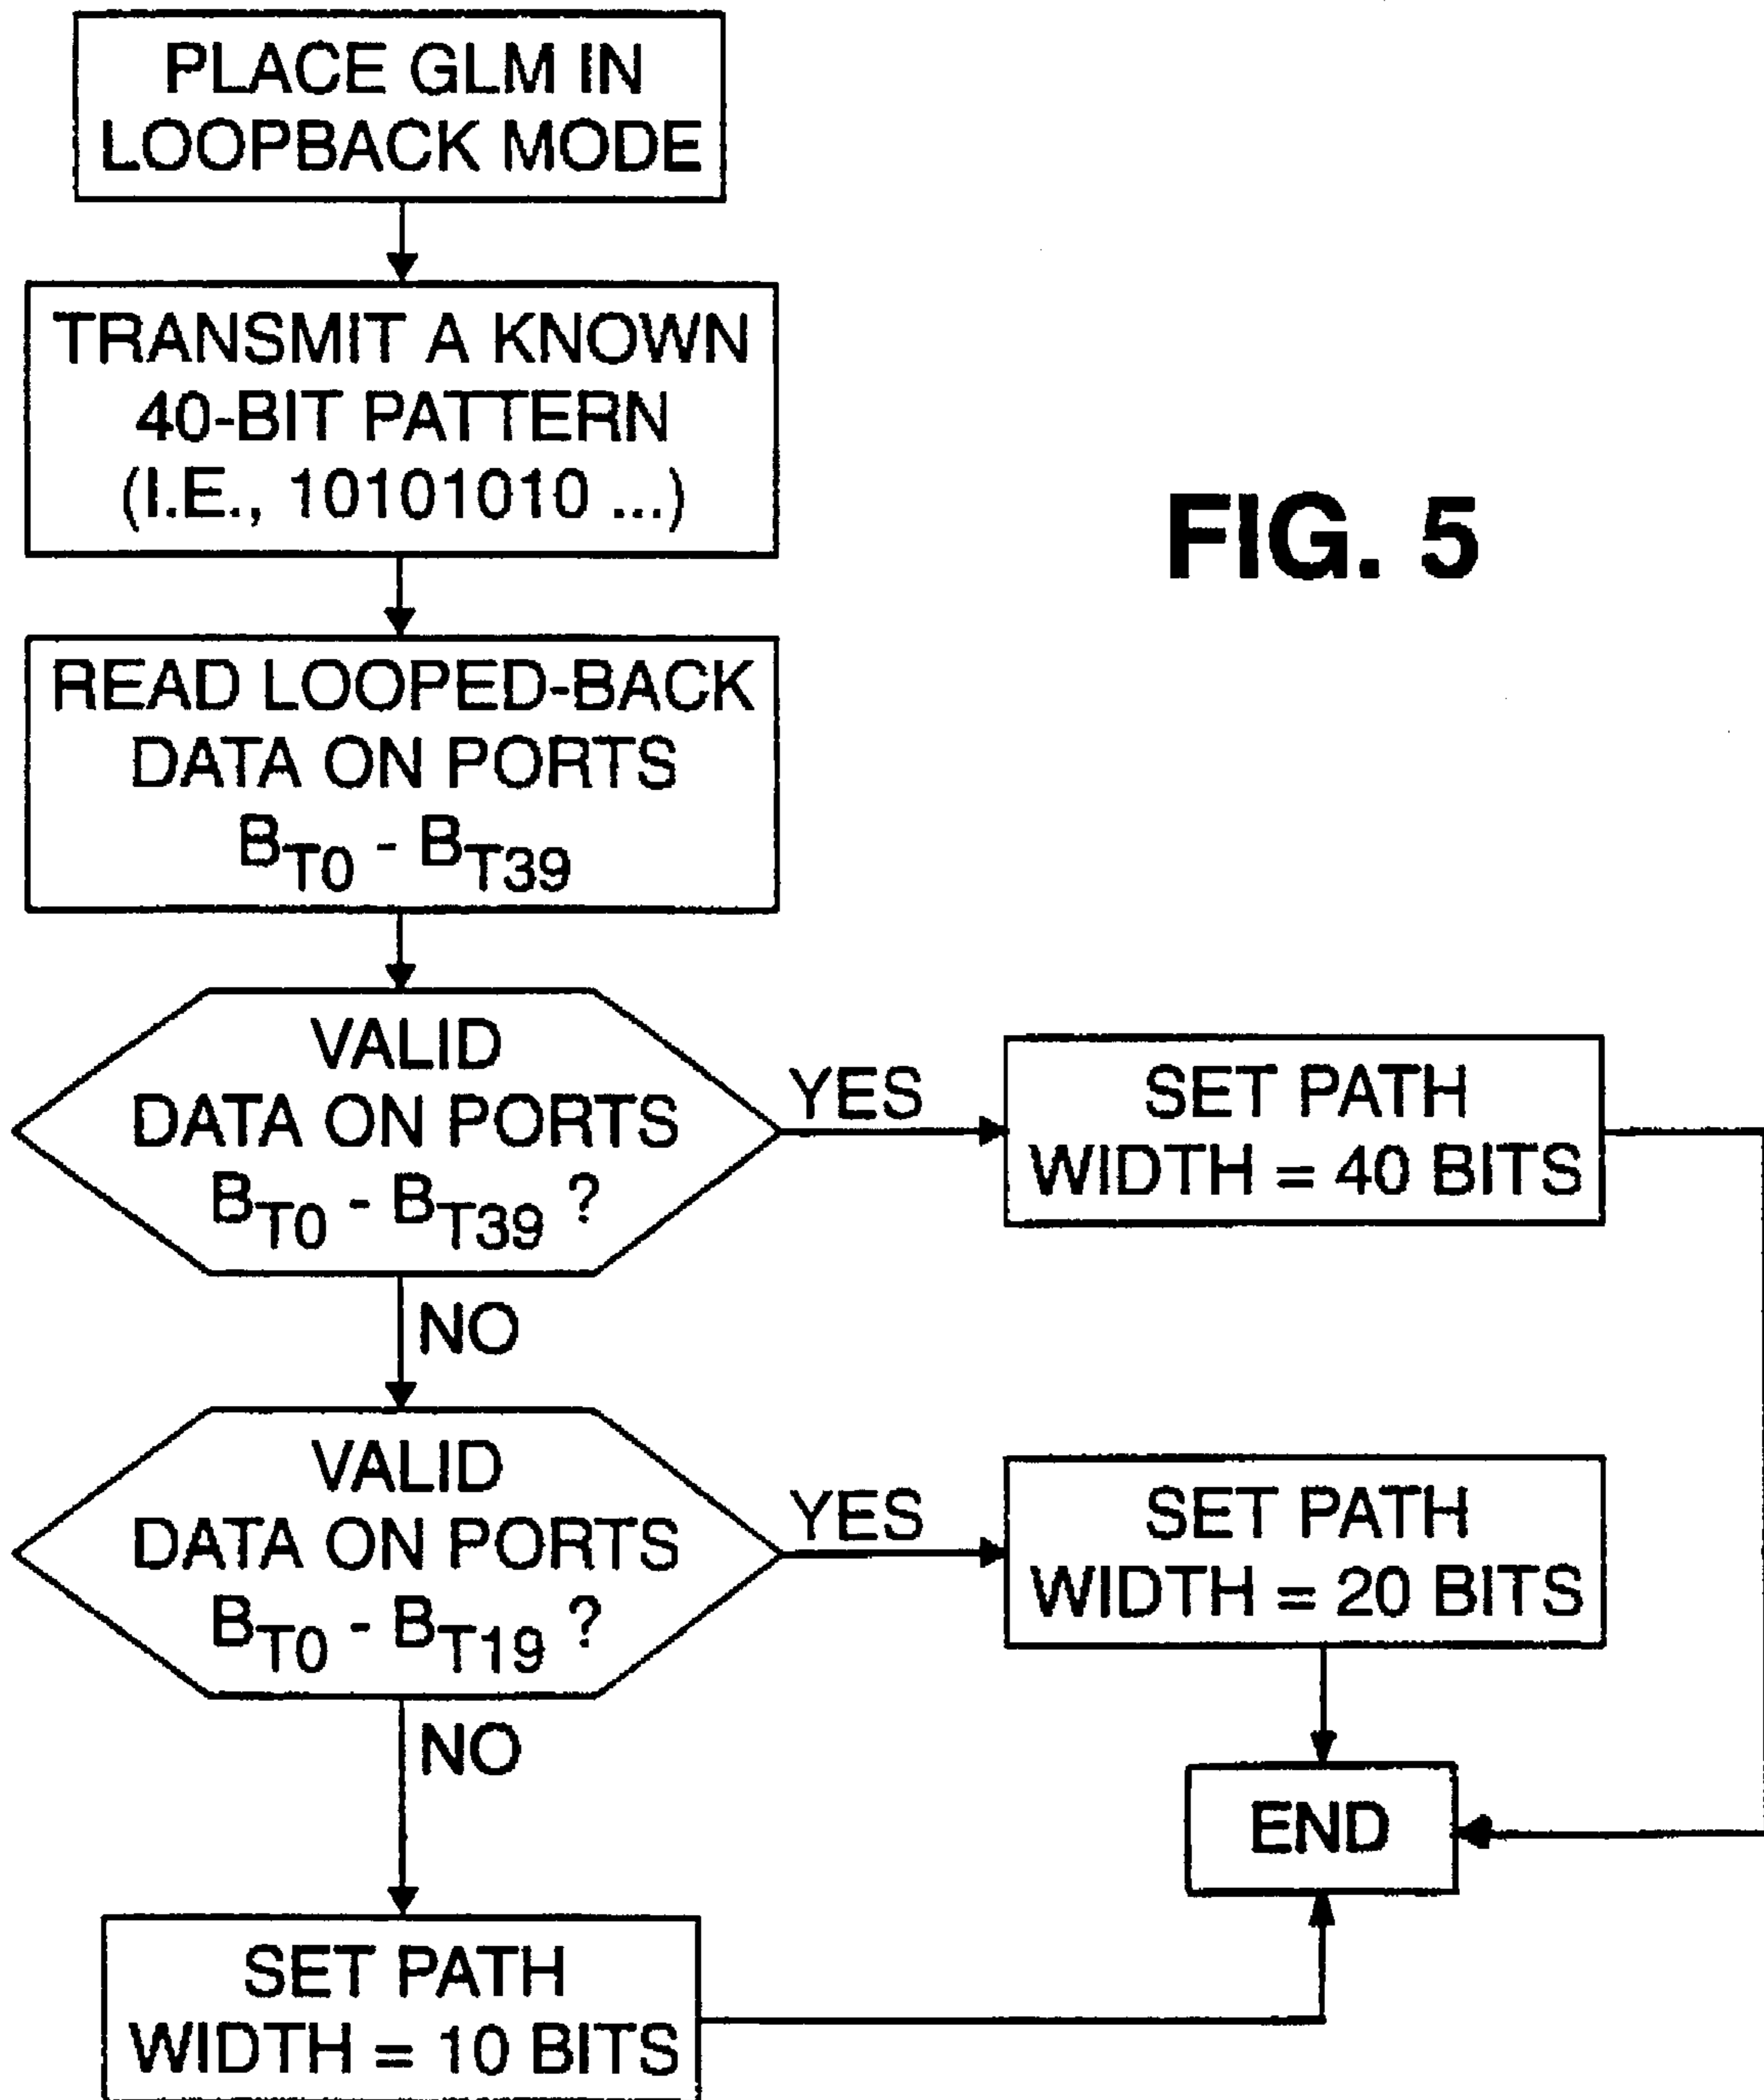 PLACE GLM IN
LOOPBACK MODE
TRANSMIT A KNOWN
40-BIT PATTERN
(I.E., 10101010 ...)
FIG. 5
READ LOOPED-BACK
DATA ON PORTS
BT0 - BT39
VALID
DATA ON PORTS
BT0 - BT39 ?
YES
SET PATH
WIDTH = 40 BITS
NO
VALID
DATA ON PORTS
BT0 - BT19 ?
YES
SET PATH
WIDTH = 20 BITS
NO
END
SET PATH
WIDTH = 10 BITS